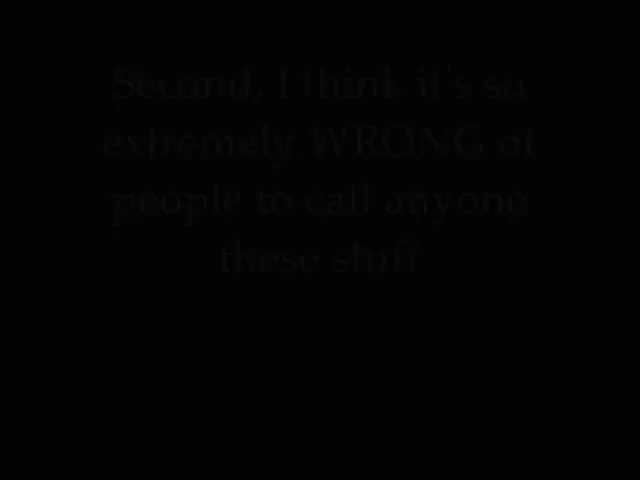 Second, I think it's so
extremely WRONG of
people to call anyone
these stuff